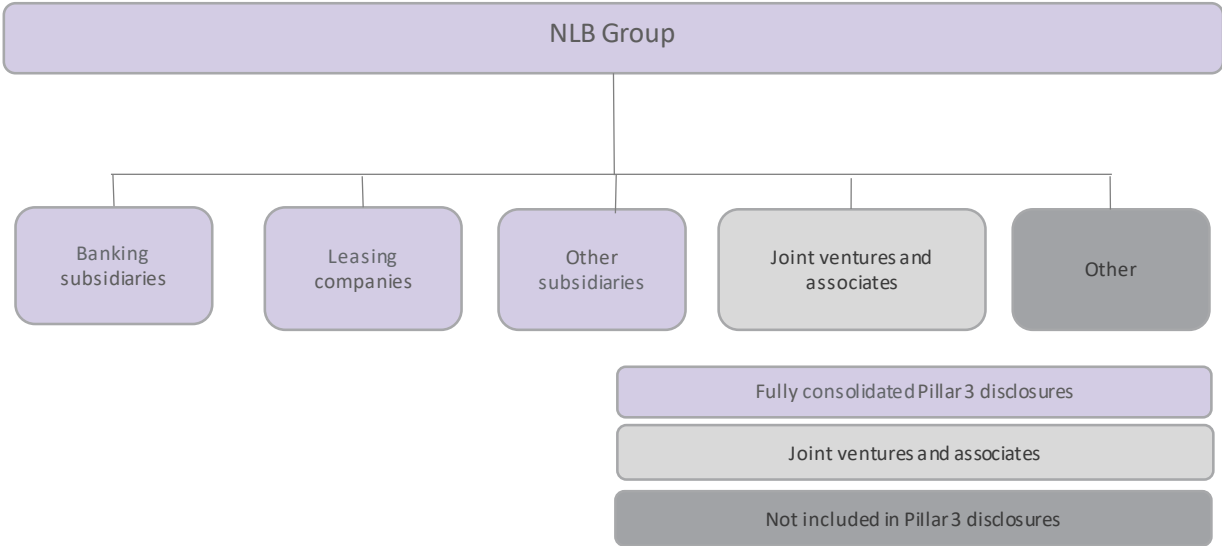 NLB Group
Banking
subsidiaries
Leasing
companies
Other
subsidiaries
Joint ventures and
associates
Other
Fully consolidated Pillar 3 disclosures
Joint ventures and associates
Not included in Pillar 3 disclosures